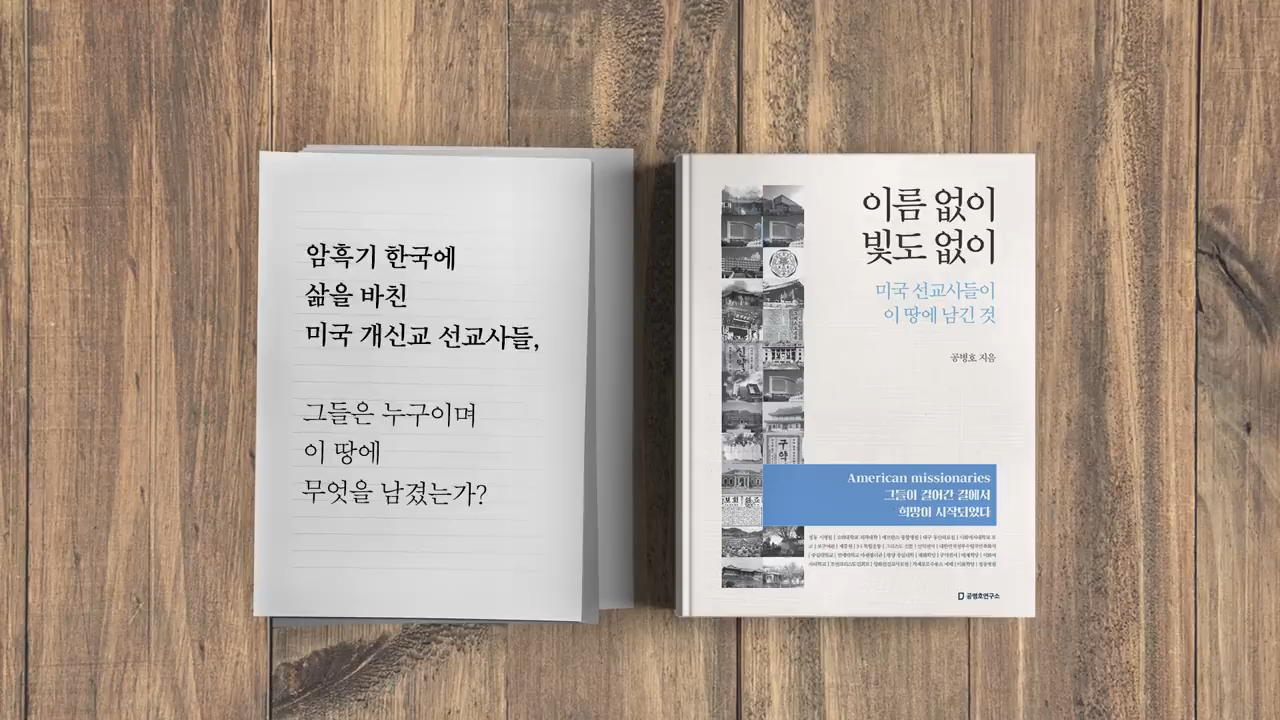 암흑기 한국에
삶을 바친
미국 개신교 선교사들,
그들은 누구이며
이 땅에
무엇을 남겼는가?
이름 없이
빛도 없이
미국 선교사들이
이 땅에 남긴 것
공병호 지음
구약
American missionaries
그들이 걸어간 길에서
희망이 시작되었다
공병호연구소